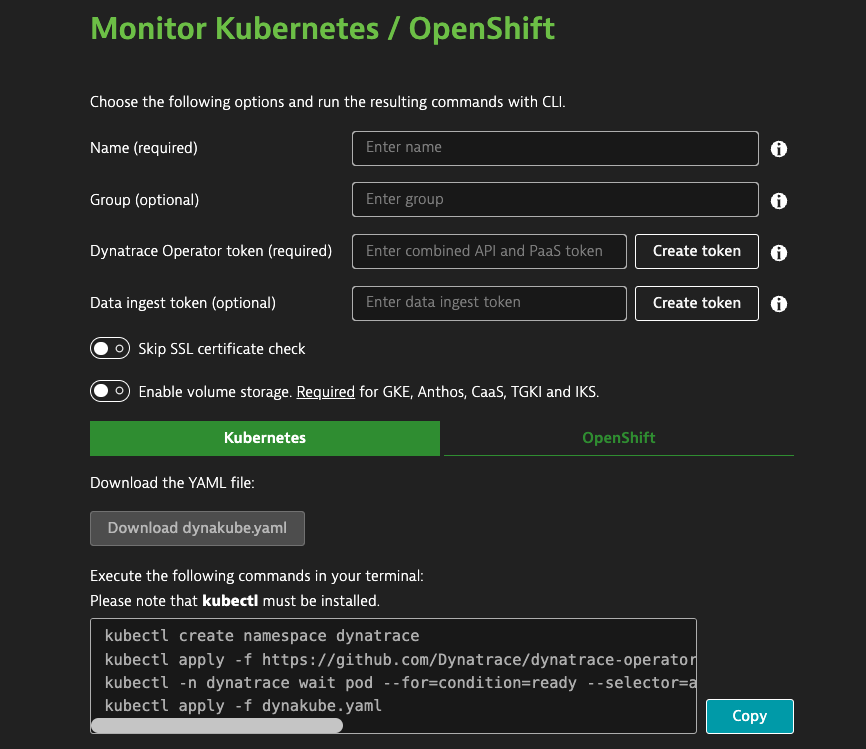 Monitor Kubernetes / OpenShift
Choose the following options and run the resulting commands with CLI.
Name (required)
Enter name
Group (optional)
Enter group
Dynatrace Operator token (required)
Enter combined API and PaaS token
Create token
Data ingest token (optional)
Enter data ingest token
Create token
Skip SSL certificate check
Enable volume storage. Required for GKE, Anthos, CaaS, TGKI and IKS.
Kubernetes
OpenShift
Download the YAML file:
Download dynakube.yaml
Execute the following commands in your terminal:
Please note that kubectl must be installed.
kubectl create namespace dynatrace
kubectl apply -f https://github.com/Dynatrace/dynatrace-operator
kubectl -n dynatrace wait pod --for=condition=ready --selector=a
kubectl apply -f dynakube.yaml
Copy